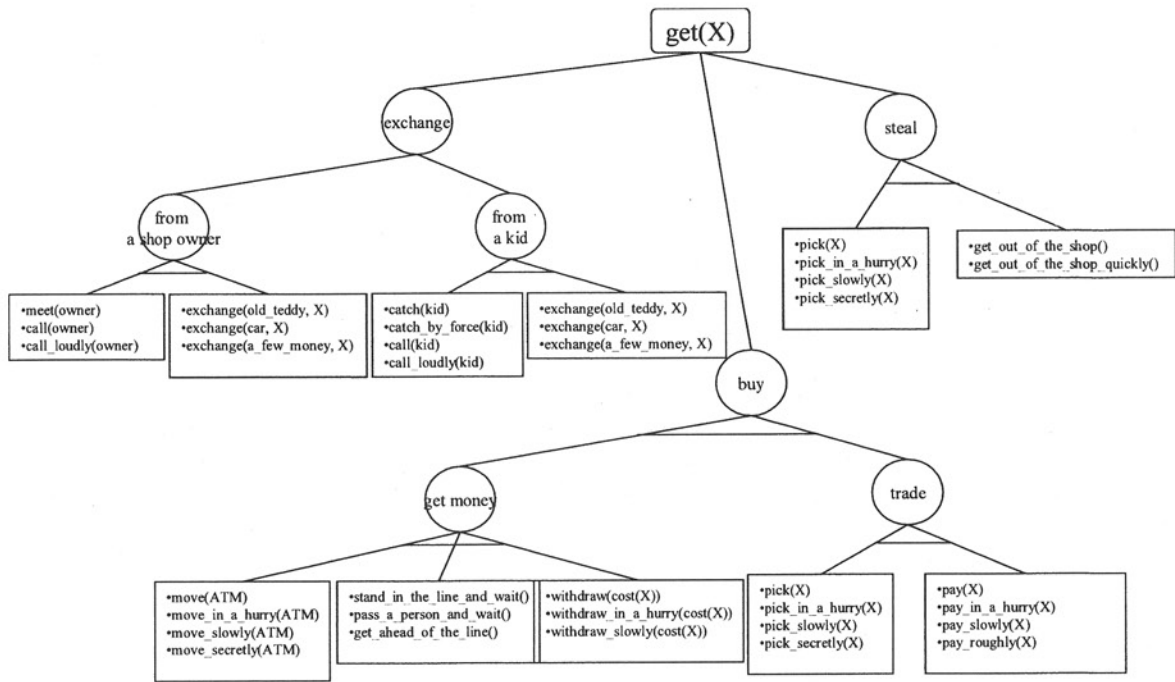 get(X)
exchange
steal
from
a shop owner
from
a kid
•pick(X)
•pick_in_a_hurry(X)
•pick_slowly(X)
•pick_secretly(X)
•get_out_of_the_shop()
•get_out_of_the_shop_quickly()
•meet(owner)
•call(owner)
•call_loudly(owner)
•exchange(old_teddy, X)
•exchange(car, X)
•exchange(a_few_money, X)
•catch(kid)
•catch_by_force(kid)
•call(kid)
•call_loudly(kid)
•exchange(old_teddy, X)
•exchange(car, X)
•exchange(a_few_money, X)
buy
get money
trade
•move(ATM)
•move_in_a_hurry(ATM)
•move_slowly(ATM)
•move_secretly(ATM)
•stand_in_the_line_and_wait()
•pass_a_person_and_wait()
•get_ahead_of_the_line()
•withdraw(cost(X))
•withdraw_in_a_hurry(cost(X))
•withdraw_slowly(cost(X))
•pick(X)
•pick_in_a_hurry(X)
•pick_slowly(X)
•pick_secretly(X)
•pay(X)
•pay_in_a_hurry(X)
•pay_slowly(X)
•pay_roughly(X)